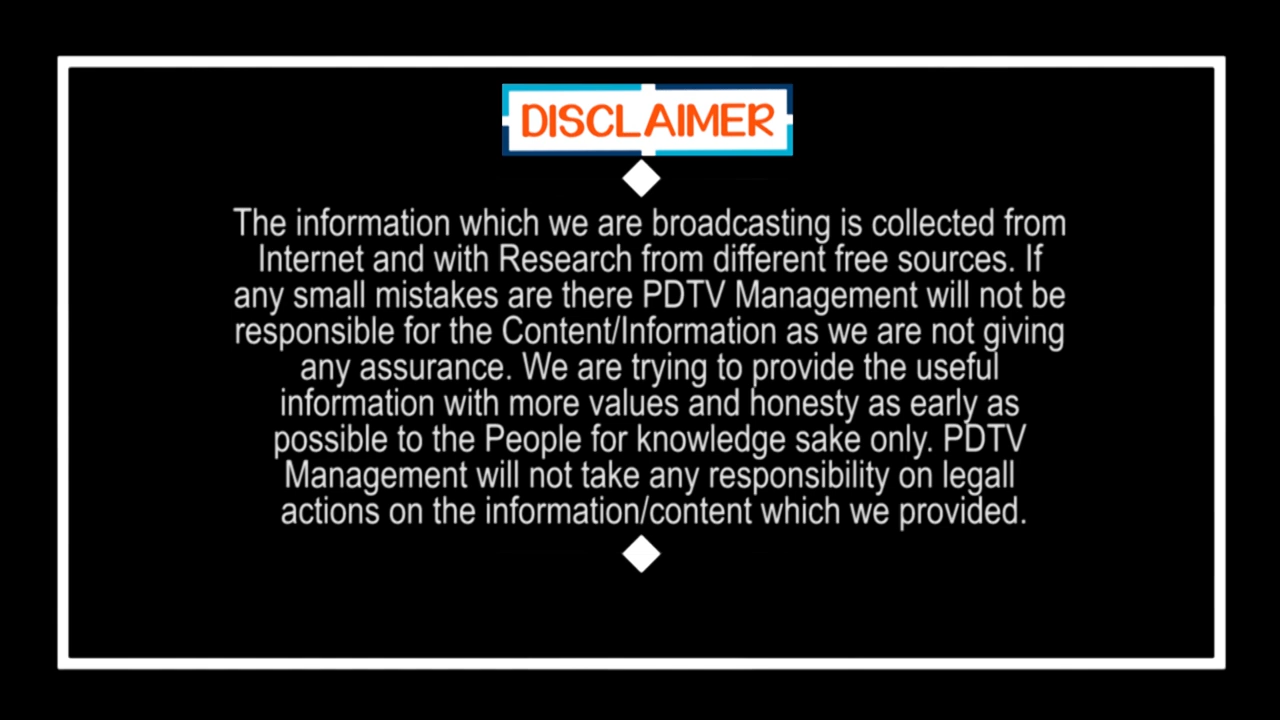 DISCLAIMER
The information which we are broadcasting is collected from
Internet and with Research from different free sources. If
any small mistakes are there PDTV Management will not be
responsible for the Content/Information as we are not giving
any assurance. We are trying to provide the useful
information with more values and honesty as early as
possible to the People for knowledge sake only. PDTV
Management will not take any responsibility on legall
actions on the information/content which we provided.